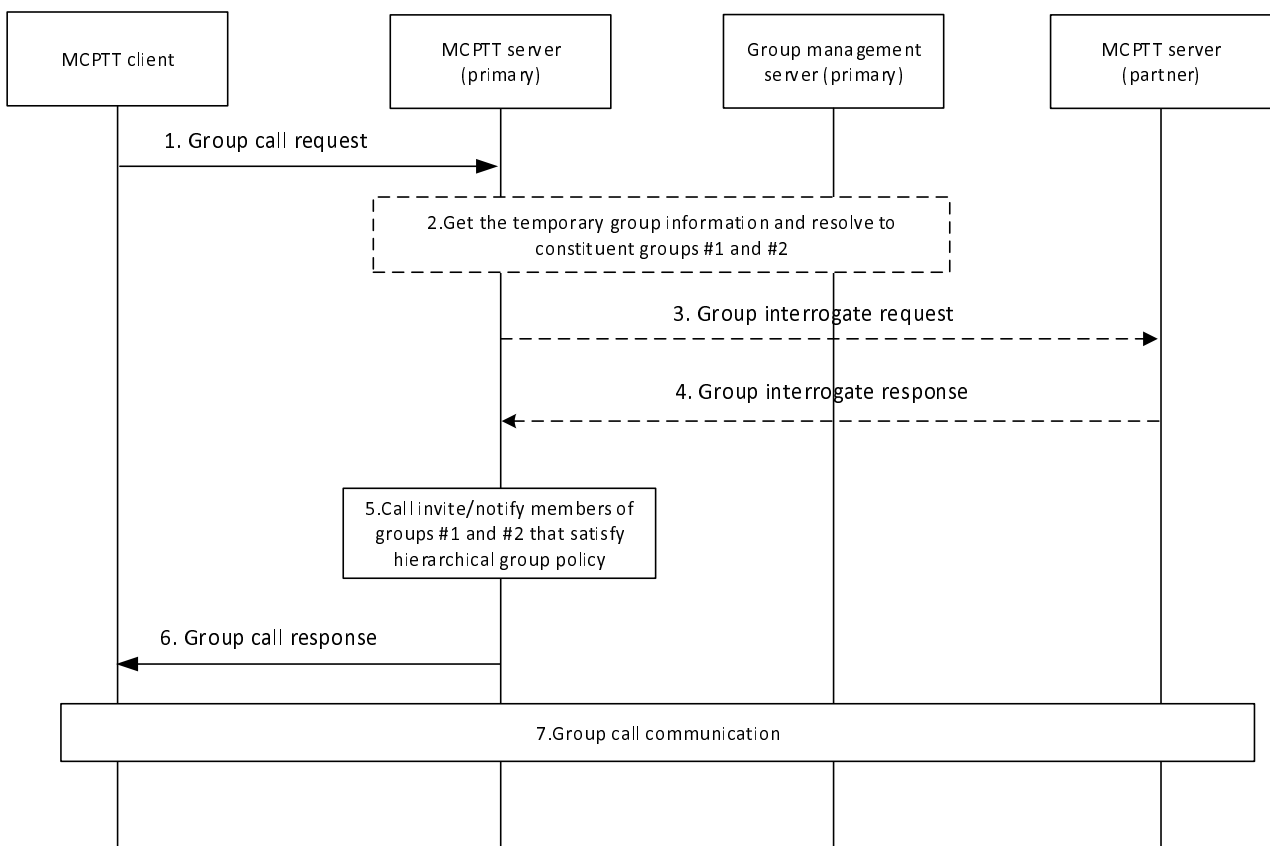 MCPTT client
MCPTT server
(primary)
Group management
server (primary)
MCPTT server
(partner)
1. Group call request
2.Get the temporary group information and resolve to
constituent groups #1 and #2
3. Group interrogate request
4. Group interrogate response
5.Call invite/notify members of
groups #1 and #2 that satisfy
hierarchical group policy
6. Group call response
7.Group call communication